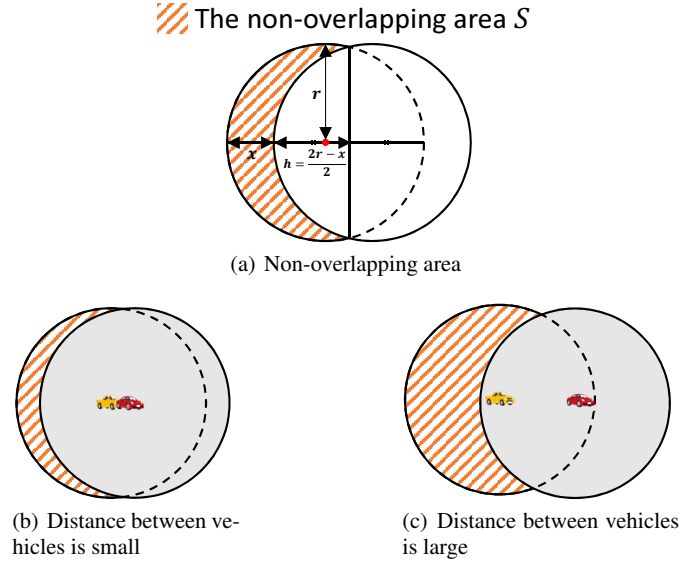 The non-overlapping area S
r
x
h = \frac{2r - x}{2}
(a) Non-overlapping area
(b) Distance between ve-
hicles is small
(c) Distance between vehicles
is large